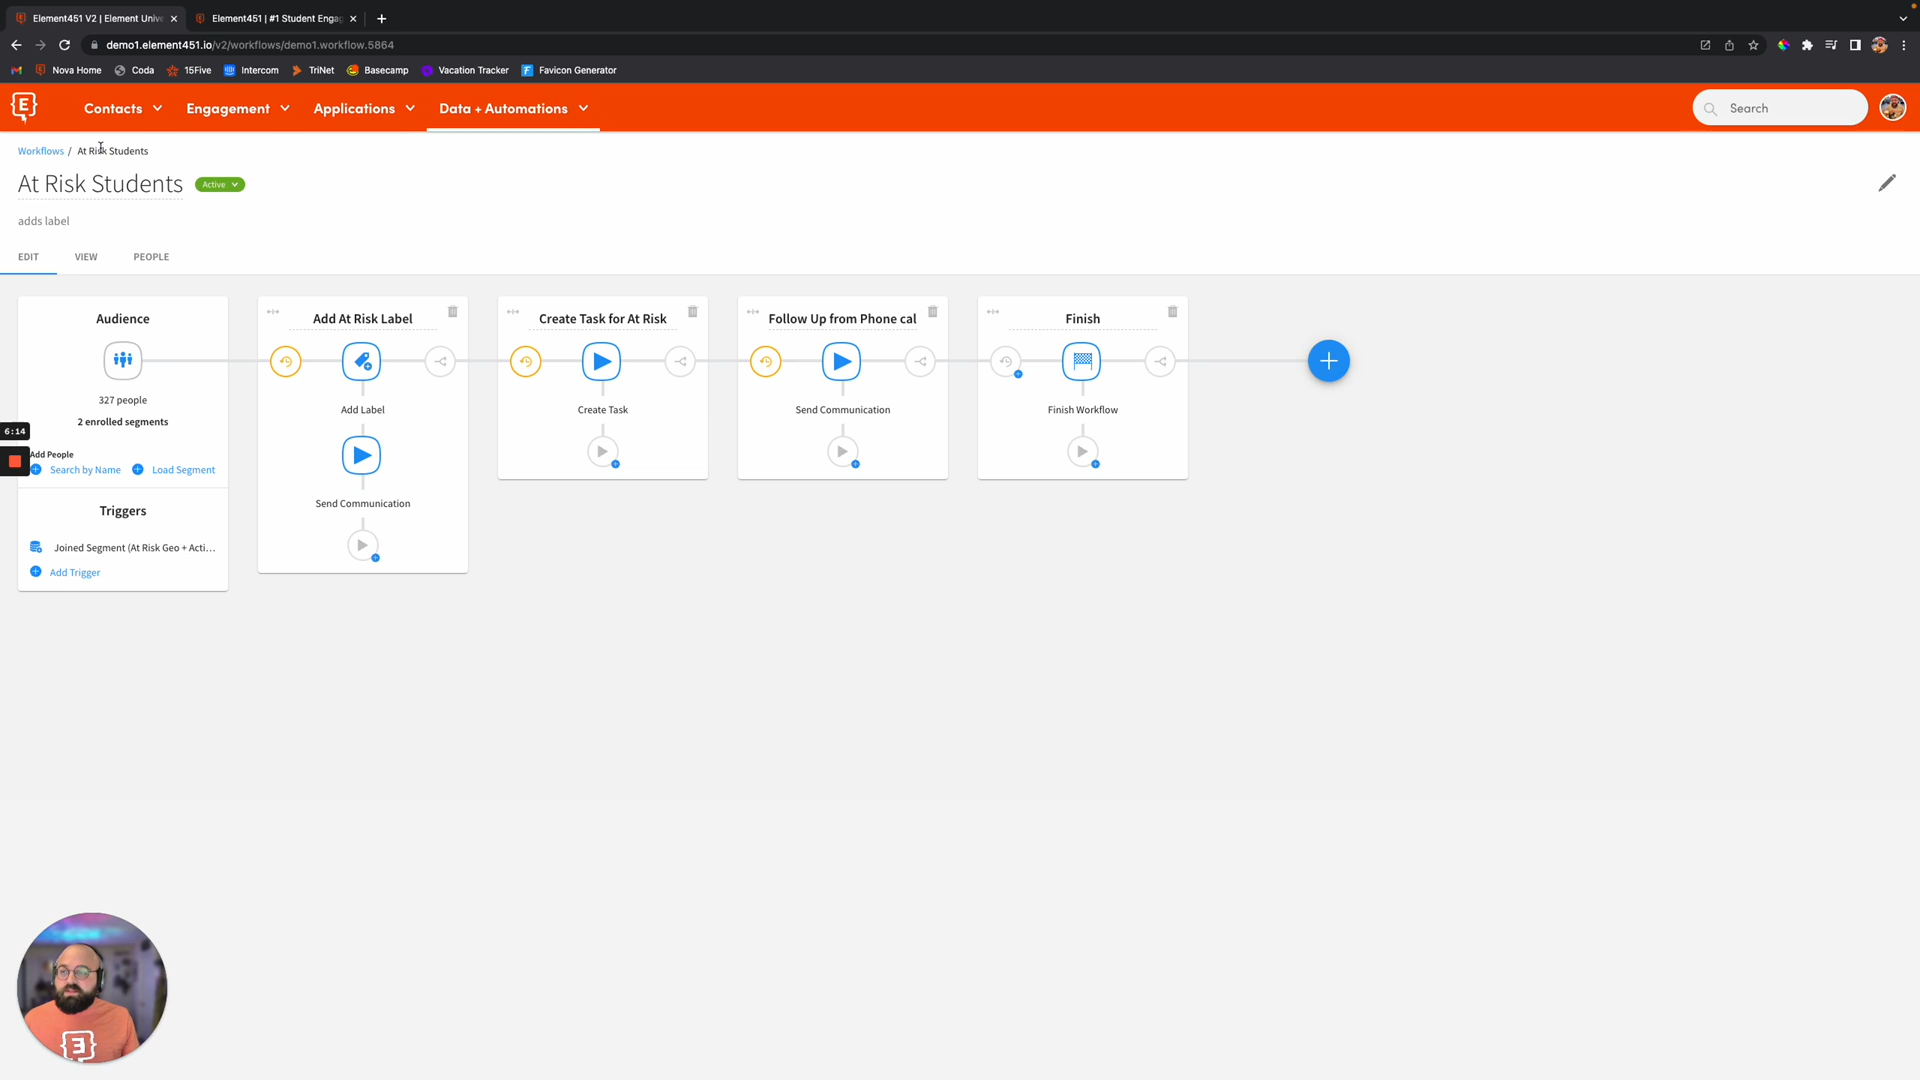 Element451 V2 | Element Unive
Element451 | #1 Student Engag
demo1.element451.io/v2/workflows/demo1.workflow.5864
Nova Home
Coda
15Five
Intercom
TriNet
Basecamp
Vacation Tracker
Favicon Generator
Contacts
Engagement
Applications
Data + Automations
Search
Workflows / At Risk Students
At Risk Students
Active
adds label
EDIT
VIEW
PEOPLE
Audience
327 people
2 enrolled segments
6:14
Add People
Search by Name
Load Segment
Triggers
Joined Segment (At Risk Geo + Acti...
Add Trigger
Add At Risk Label
Add Label
Send Communication
Create Task for At Risk
Create Task
Follow Up from Phone cal
Send Communication
Finish
Finish Workflow